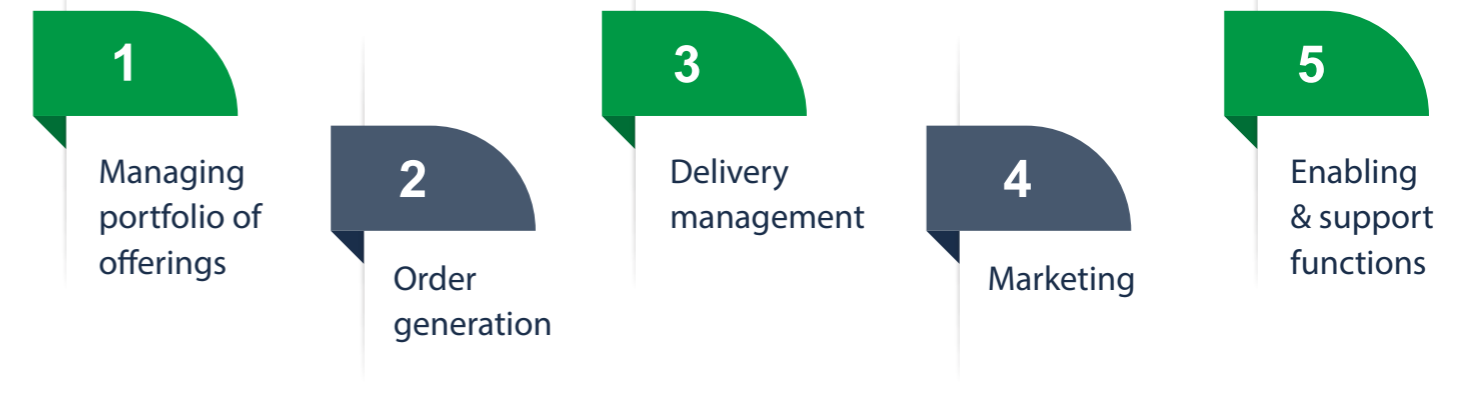 1
Managing
portfolio of
offerings
2
Order
generation
3
Delivery
management
4
Marketing
5
Enabling
& support
functions